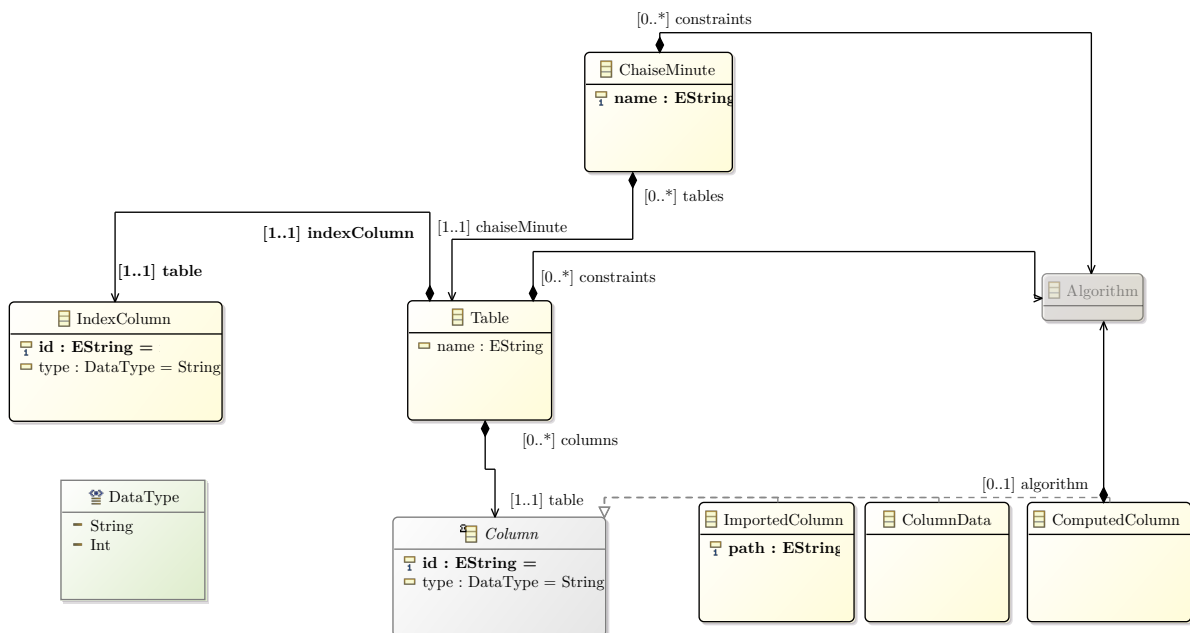 [0..*] constraints
ChaiseMinute
name : EString
[0..*] tables
[1..1] chaiseMinute
[1..1] indexColumn
[1..1] table
[0..*] constraints
Algorithm
IndexColumn
id : EString =
type : DataType = String
Table
name : EString
[0..*] columns
[1..1] table
[0..1] algorithm
DataType
String
Int
Column
id : EString =
type : DataType = String
ImportedColumn
path : EString
ColumnData
ComputedColumn